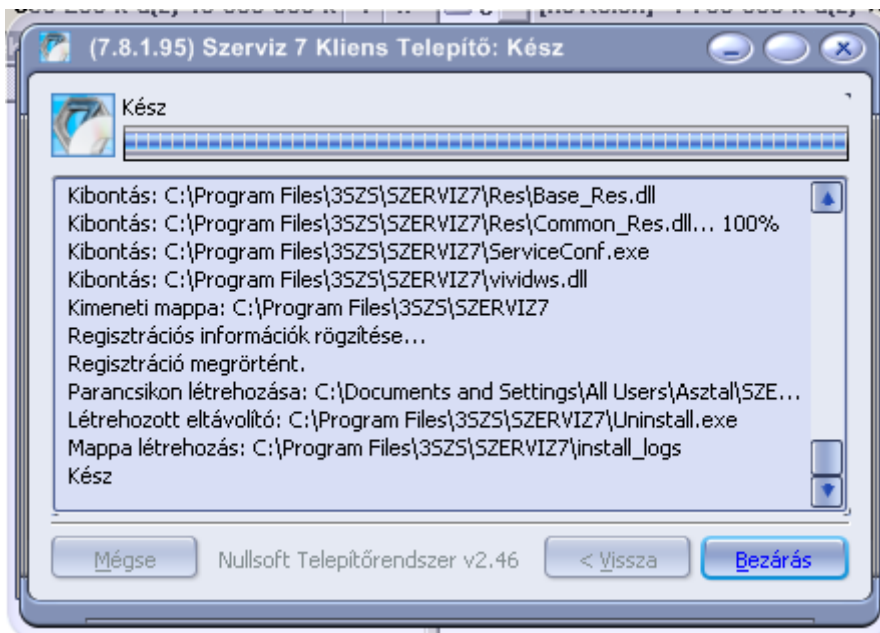 (7.8.1.95) Szerviz 7 Kliens Telepítő: Kész
Kész
Kibontás: C:\Program Files\3SZS\SZERVIZ7\Res\Base_Res.dll
Kibontás: C:\Program Files\3SZS\SZERVIZ7\Res\Common_Res.dll... 100%
Kibontás: C:\Program Files\3SZS\SZERVIZ7\ServiceConf.exe
Kibontás: C:\Program Files\3SZS\SZERVIZ7\vividws.dll
Kimeneti mappa: C:\Program Files\3SZS\SZERVIZ7
Regisztrációs információk rögzítése...
Regisztráció megrörtént.
Parancsikon létrehozása: C:\Documents and Settings\All Users\Asztal\SZE...
Létrehozott eltávolító: C:\Program Files\3SZS\SZERVIZ7\Uninstall.exe
Mappa létrehozás: C:\Program Files\3SZS\SZERVIZ7\install_logs
Kész
Mégse Nullsoft Telepítőrendszer v2.46 < Vissza Bezárás